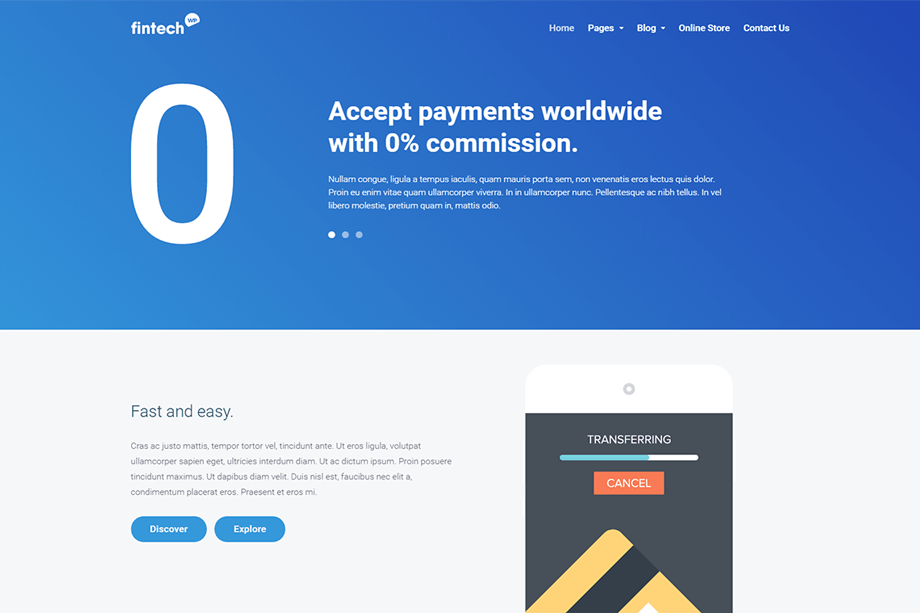 fintech WP
Home Pages Blog Online Store Contact Us
0
Accept payments worldwide
with 0% commission.
Nullam congue, ligula a tempus iaculis, quam mauris porta sem, non venenatis eros lectus quis dolor.
Proin eu enim vitae quam ullamcorper viverra. In in ullamcorper nunc. Pellentesque ac nibh tellus. In vel
libero molestie, pretium quam in, mattis odio.
Fast and easy.
Cras ac justo mattis, tempor tortor vel, tincidunt ante. Ut eros ligula, volutpat
ullamcorper sapien eget, ultricies interdum diam. Ut ac dictum ipsum. Proin posuere
tincidunt maximus. Ut dapibus diam velit. Duis nisl est, faucibus nec elit a,
condimentum placerat eros. Praesent et eros mi.
Discover Explore
TRANSFERRING
CANCEL